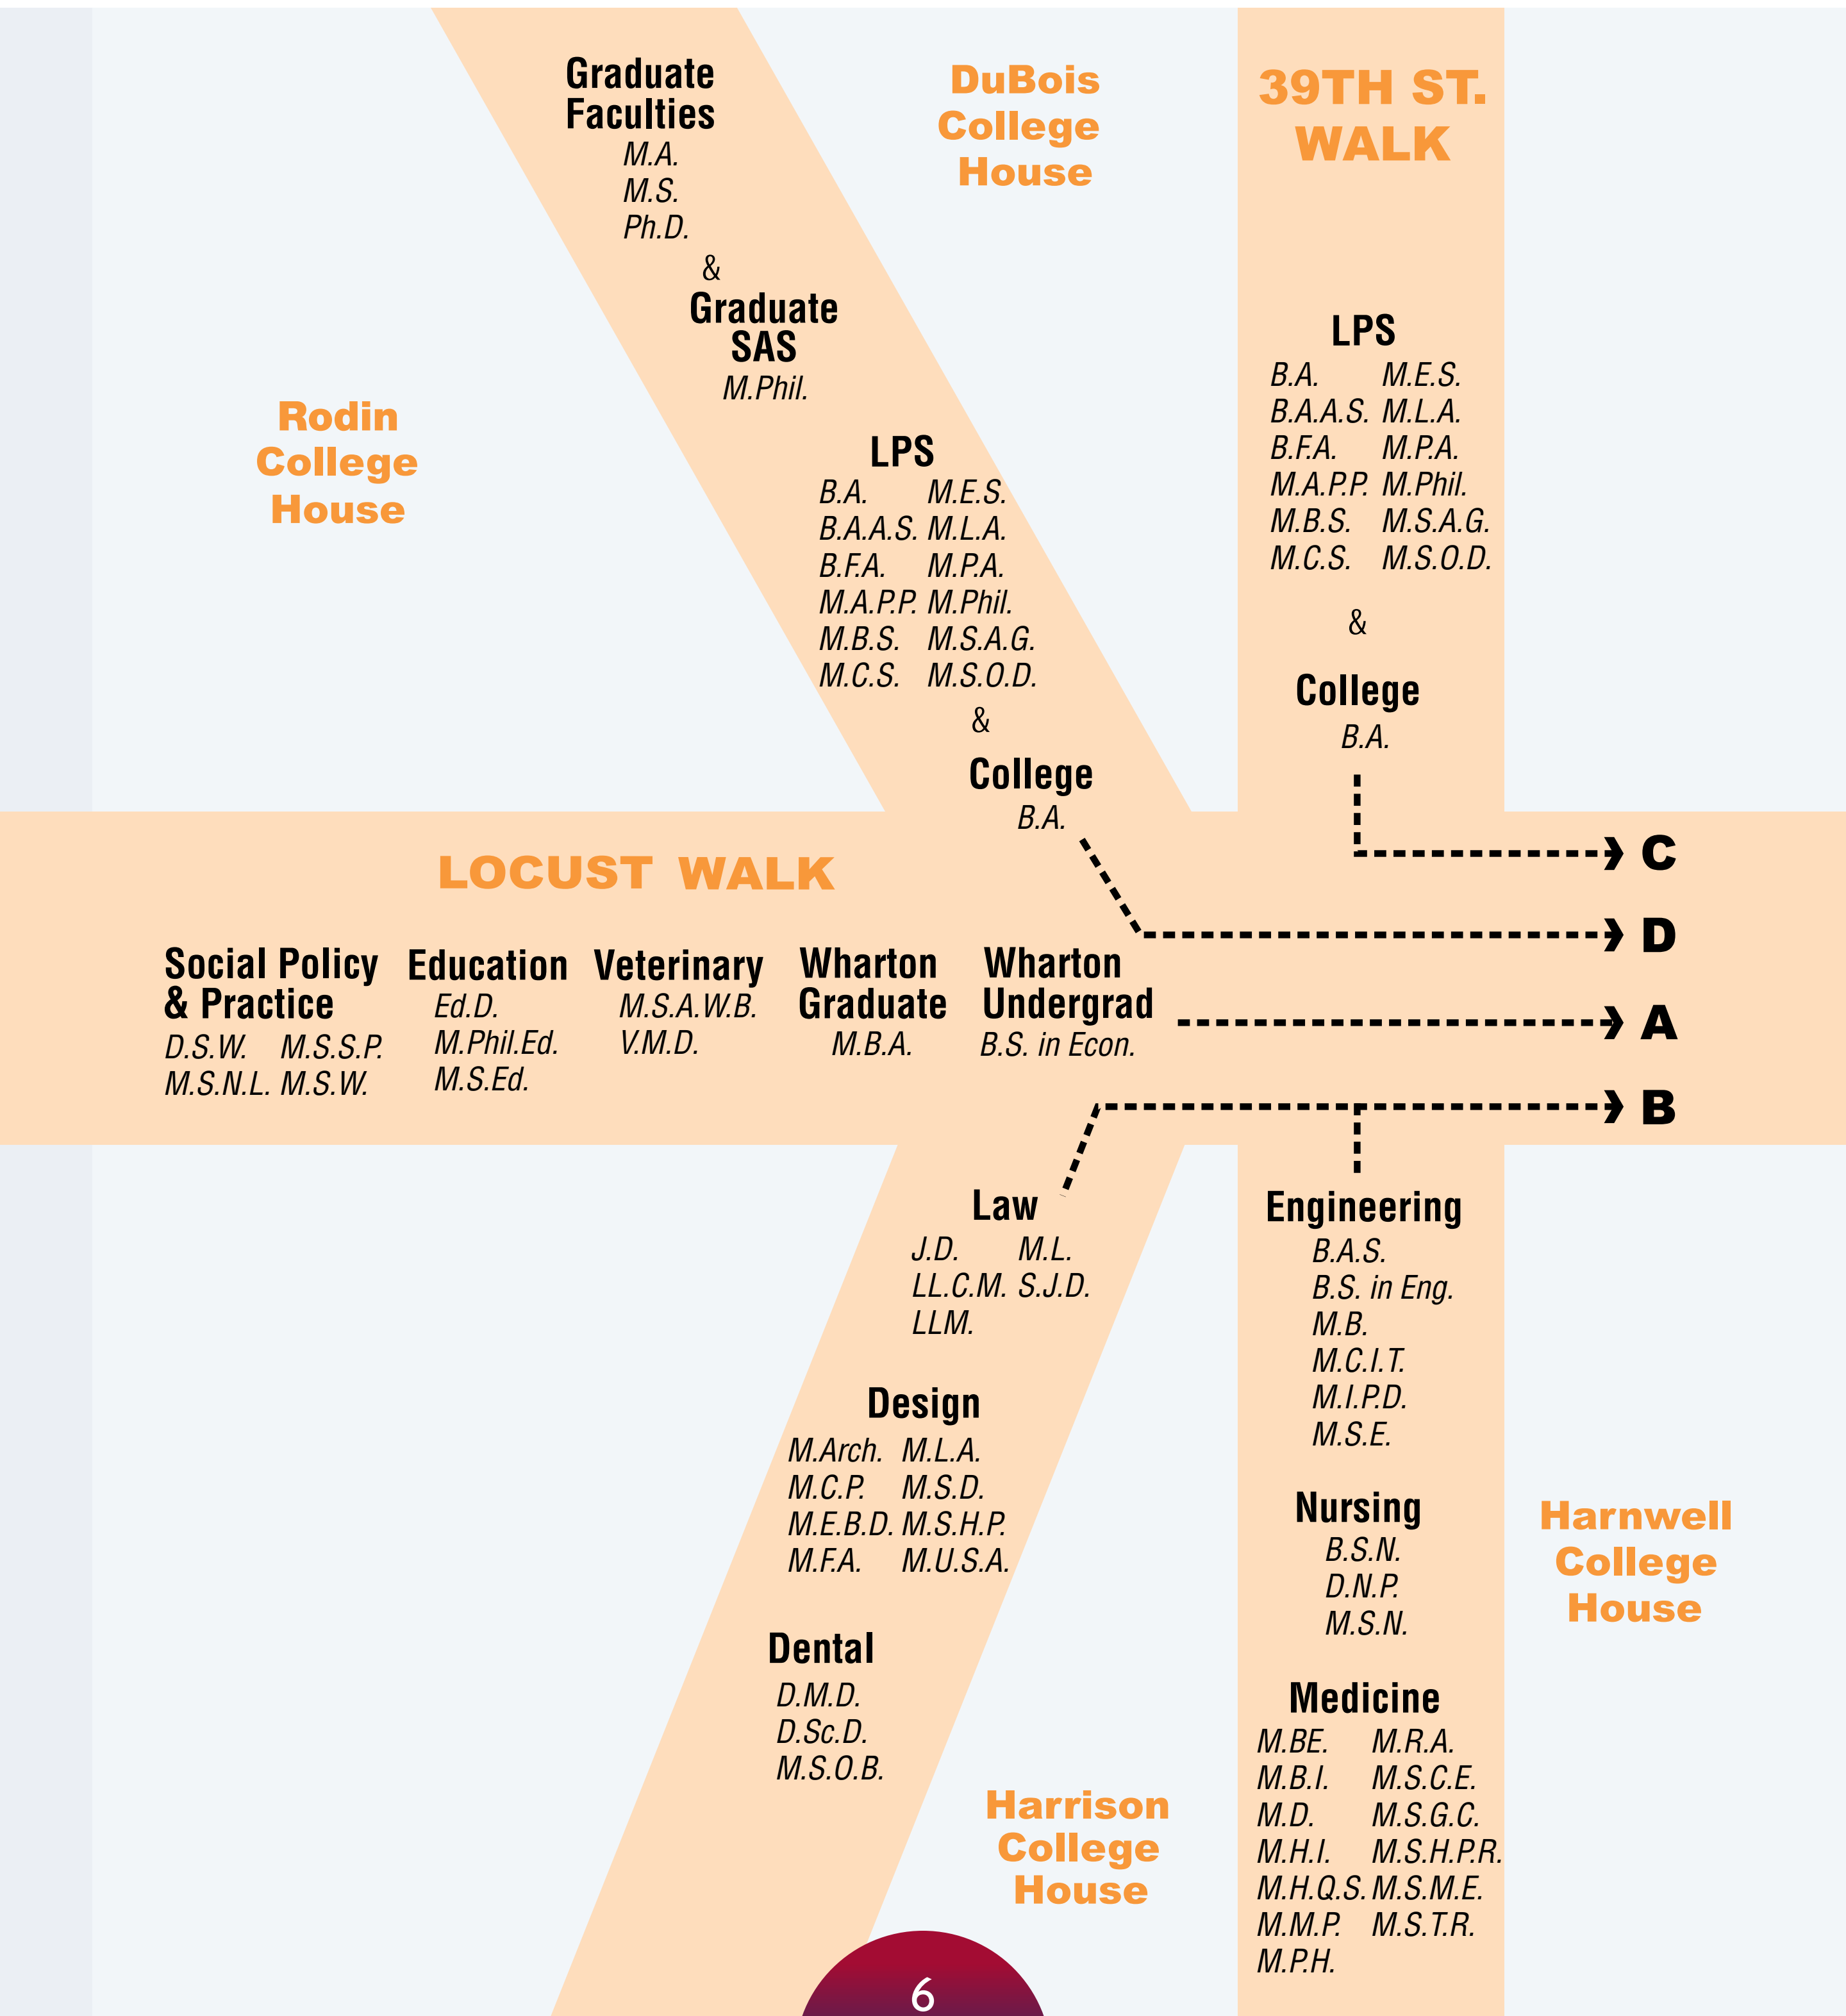 Graduate
Faculties
M.A.
M.S.
Ph.D.
&
Graduate
SAS
M.Phil.
DuBois
College
House
39TH ST.
WALK
Rodin
College
House
LPS
B.A. M.E.S.
B.A.A.S. M.L.A.
B.F.A. M.P.A.
M.A.P.P. M.Phil.
M.B.S. M.S.A.G.
M.C.S. M.S.O.D.
&
College
B.A.
LPS
B.A. M.E.S.
B.A.A.S. M.L.A.
B.F.A. M.P.A.
M.A.P.P. M.Phil.
M.B.S. M.S.A.G.
M.C.S. M.S.O.D.
&
College
B.A.
LOCUST WALK
C
D
A
B
Social Policy
& Practice
D.S.W. M.S.S.P.
M.S.N.L. M.S.W.
Education
Ed.D.
M.Phil.Ed.
M.S.Ed.
Veterinary
M.S.A.W.B.
V.M.D.
Wharton
Graduate
M.B.A.
Wharton
Undergrad
B.S. in Econ.
Law
J.D. M.L.
LL.C.M. S.J.D.
LLM.
Design
M.Arch. M.L.A.
M.C.P. M.S.D.
M.E.B.D. M.S.H.P.
M.F.A. M.U.S.A.
Dental
D.M.D.
D.Sc.D.
M.S.O.B.
Engineering
B.A.S.
B.S. in Eng.
M.B.
M.C.I.T.
M.I.P.D.
M.S.E.
Nursing
B.S.N.
D.N.P.
M.S.N.
Medicine
M.BE. M.R.A.
M.B.I. M.S.C.E.
M.D. M.S.G.C.
M.H.I. M.S.H.P.R.
M.H.Q.S. M.S.M.E.
M.M.P. M.S.T.R.
M.P.H.
Harnwell
College
House
Harrison
College
House
6